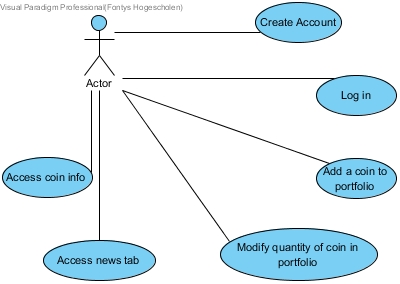 Visual Paradigm Professional(Fontys Hogescholen)
Create Account
Actor
Log in
Access coin info
Add a coin to
portfolio
Modify quantity of coin in
portfolio
Access news tab